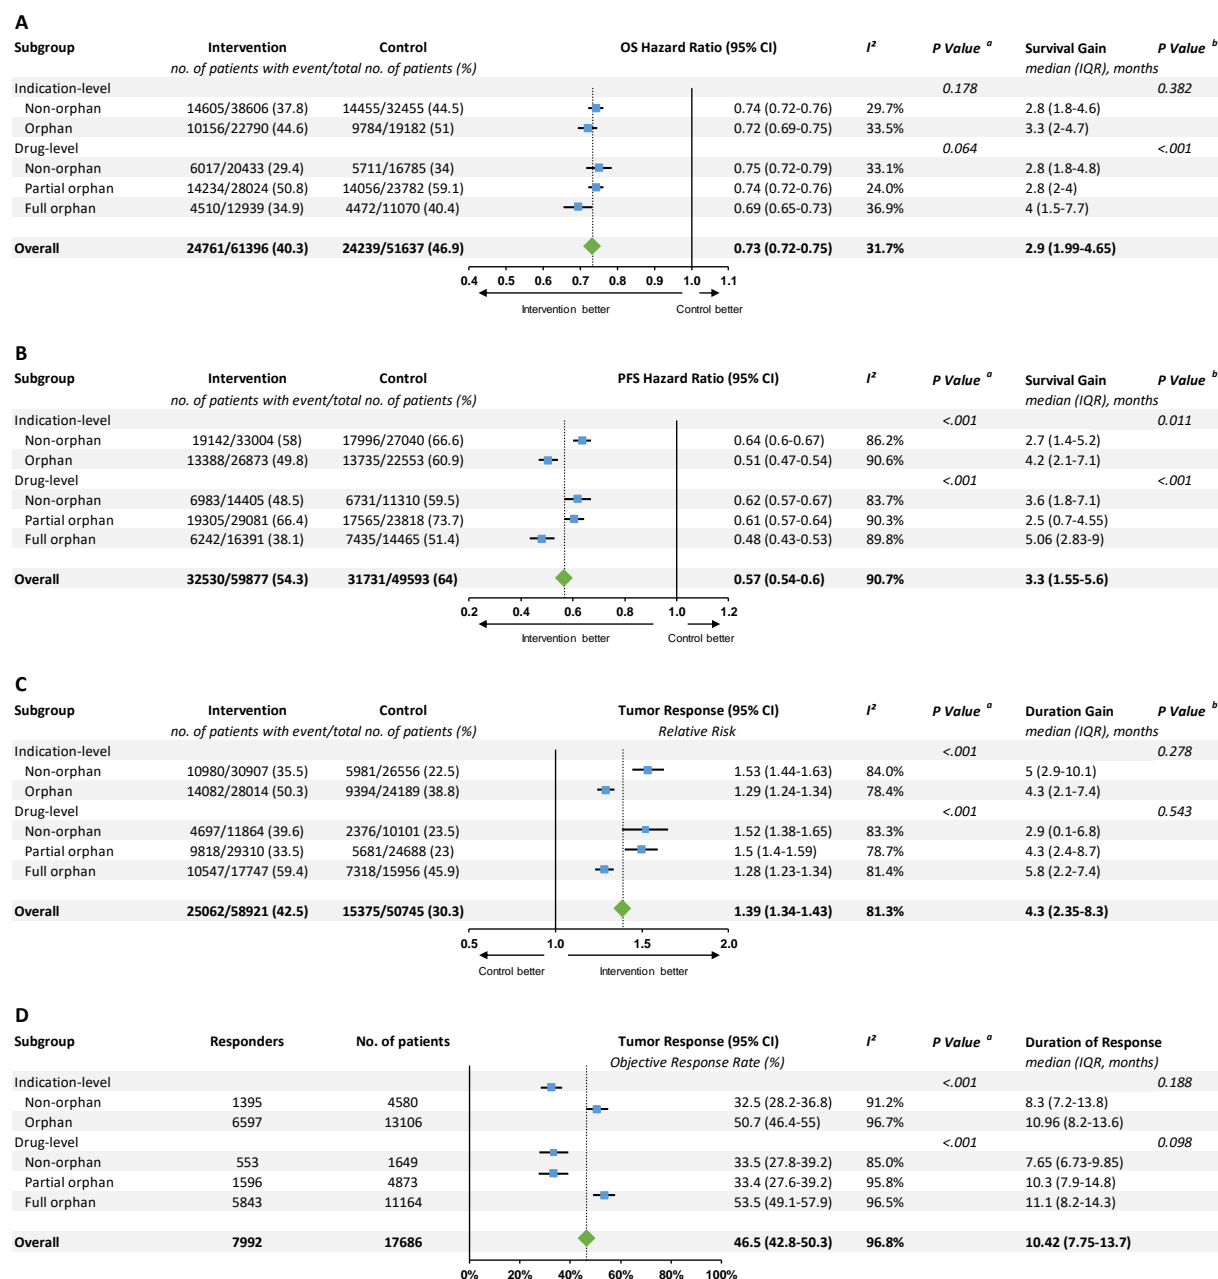 A
Subgroup Intervention Control OS Hazard Ratio (95% CI) I² P Value a Survival Gain P Value b
no. of patients with event/total no. of patients (%) median (IQR), months
Indication-level 0.178 0.382
Non-orphan 14605/38606 (37.8) 14455/32455 (44.5) 0.74 (0.72-0.76) 29.7% 2.8 (1.8-4.6)
Orphan 10156/22790 (44.6) 9784/19182 (51) 0.72 (0.69-0.75) 33.5% 3.3 (2-4.7)
Drug-level 0.064 <.001
Non-orphan 6017/20433 (29.4) 5711/16785 (34) 0.75 (0.72-0.79) 33.1% 2.8 (1.8-4.8)
Partial orphan 14234/28024 (50.8) 14056/23782 (59.1) 0.74 (0.72-0.76) 24.0% 2.8 (2-4)
Full orphan 4510/12939 (34.9) 4472/11070 (40.4) 0.69 (0.65-0.73) 36.9% 4 (1.5-7.7)
Overall 24761/61396 (40.3) 24239/51637 (46.9) 0.73 (0.72-0.75) 31.7% 2.9 (1.99-4.65)
0.4 0.5 0.6 0.7 0.8 0.9 1.0 1.1
Intervention better Control better
B
Subgroup Intervention Control PFS Hazard Ratio (95% CI) I² P Value a Survival Gain P Value b
no. of patients with event/total no. of patients (%) median (IQR), months
Indication-level <.001 0.011
Non-orphan 19142/33004 (58) 17996/27040 (66.6) 0.64 (0.6-0.67) 86.2% 2.7 (1.4-5.2)
Orphan 13388/26873 (49.8) 13735/22553 (60.9) 0.51 (0.47-0.54) 90.6% 4.2 (2.1-7.1)
Drug-level <.001 <.001
Non-orphan 6983/14405 (48.5) 6731/11310 (59.5) 0.62 (0.57-0.67) 83.7% 3.6 (1.8-7.1)
Partial orphan 19305/29081 (66.4) 17565/23818 (73.7) 0.61 (0.57-0.64) 90.3% 2.5 (0.7-4.55)
Full orphan 6242/16391 (38.1) 7435/14465 (51.4) 0.48 (0.43-0.53) 89.8% 5.06 (2.83-9)
Overall 32530/59877 (54.3) 31731/49593 (64) 0.57 (0.54-0.6) 90.7% 3.3 (1.55-5.6)
0.2 0.4 0.6 0.8 1.0 1.2
Intervention better Control better
C
Subgroup Intervention Control Tumor Response (95% CI) I² P Value a Duration Gain P Value b
no. of patients with event/total no. of patients (%) Relative Risk median (IQR), months
Indication-level <.001 0.278
Non-orphan 10980/30907 (35.5) 5981/26556 (22.5) 1.53 (1.44-1.63) 84.0% 5 (2.9-10.1)
Orphan 14082/28014 (50.3) 9394/24189 (38.8) 1.29 (1.24-1.34) 78.4% 4.3 (2.1-7.4)
Drug-level <.001 0.543
Non-orphan 4697/11864 (39.6) 2376/10101 (23.5) 1.52 (1.38-1.65) 83.3% 2.9 (0.1-6.8)
Partial orphan 9818/29310 (33.5) 5681/24688 (23) 1.5 (1.4-1.59) 78.7% 4.3 (2.4-8.7)
Full orphan 10547/17747 (59.4) 7318/15956 (45.9) 1.28 (1.23-1.34) 81.4% 5.8 (2.2-7.4)
Overall 25062/58921 (42.5) 15375/50745 (30.3) 1.39 (1.34-1.43) 81.3% 4.3 (2.35-8.3)
0.5 1.0 1.5 2.0
Control better Intervention better
D
Subgroup Responders No. of patients Tumor Response (95% CI) I² P Value a Duration of Response
Objective Response Rate (%) median (IQR, months)
Indication-level <.001 0.188
Non-orphan 1395 4580 32.5 (28.2-36.8) 91.2% 8.3 (7.2-13.8)
Orphan 6597 13106 50.7 (46.4-55) 96.7% 10.96 (8.2-13.6)
Drug-level <.001 0.098
Non-orphan 553 1649 33.5 (27.8-39.2) 85.0% 7.65 (6.73-9.85)
Partial orphan 1596 4873 33.4 (27.6-39.2) 95.8% 10.3 (7.9-14.8)
Full orphan 5843 11164 53.5 (49.1-57.9) 96.5% 11.1 (8.2-14.3)
Overall 7992 17686 46.5 (42.8-50.3) 96.8% 10.42 (7.75-13.7)
0% 20% 40% 60% 80% 100%